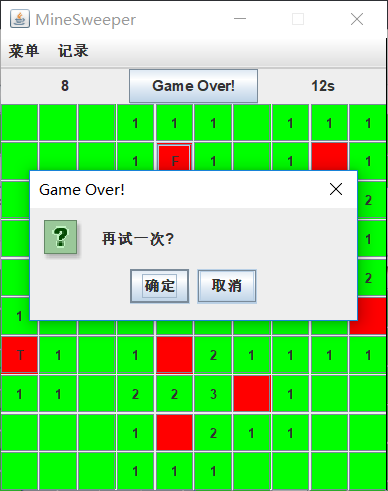 MineSweeper
菜单 记录
8 Game Over! 12s
1 1 1 1 1 1
1 F 1 1 1
Game Over!
再试一次?
确定 取消
2
1
2
1
T 1 1 2 1 1 1 1
1 1 2 2 3 1
1 2 1 1
1 1 1